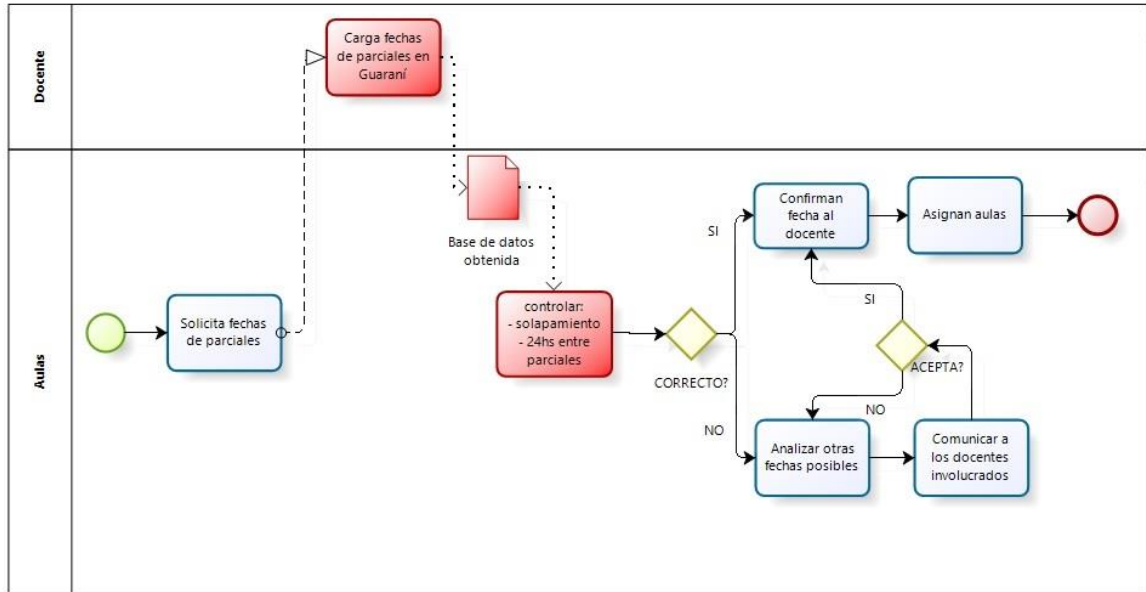 Docente
Carga fechas
de parciales en
Guaraní
Aulas
Solicita fechas
de parciales
Base de datos
obtenida
controlar:
- solapamiento
- 24hs entre
parciales
CORRECTO?
SI
NO
Confirman
fecha al
docente
Asignan aulas
SI
ACEPTA?
NO
Analizar otras
fechas posibles
Comunicar a
los docentes
involucrados